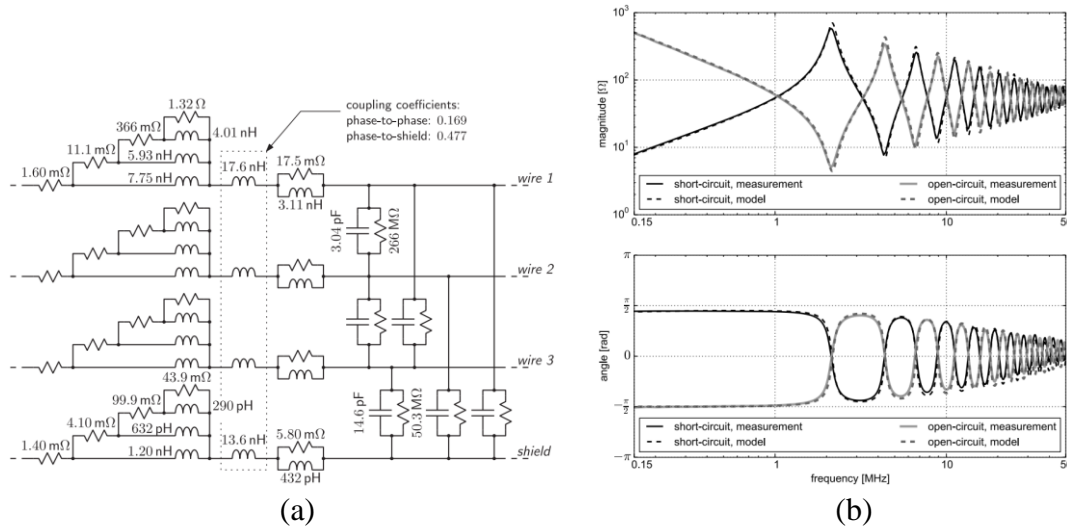 (a)
1.32 Ω
366 mΩ
4.01 nH
11.1 mΩ
5.93 nH
1.60 mΩ
7.75 nH
17.6 nH
17.5 mΩ
3.11 nH
coupling coefficients:
phase-to-phase: 0.169
phase-to-shield: 0.477
wire 1
3.04 pF
266 MΩ
wire 2
wire 3
43.9 mΩ
99.9 mΩ
290 pH
4.10 mΩ
632 pH
1.40 mΩ
1.20 nH
13.6 nH
5.80 mΩ
432 pH
14.6 pF
50.3 MΩ
shield
(a)
(b)
magnitude [Ω]
10³
10²
10¹
10⁰
short-circuit, measurement
short-circuit, model
open-circuit, measurement
open-circuit, model
0.15
1
10
50
angle [rad]
π
π/2
0
−π/2
−π
short-circuit, measurement
short-circuit, model
open-circuit, measurement
open-circuit, model
0.15
1
10
50
frequency [MHz]
(b)